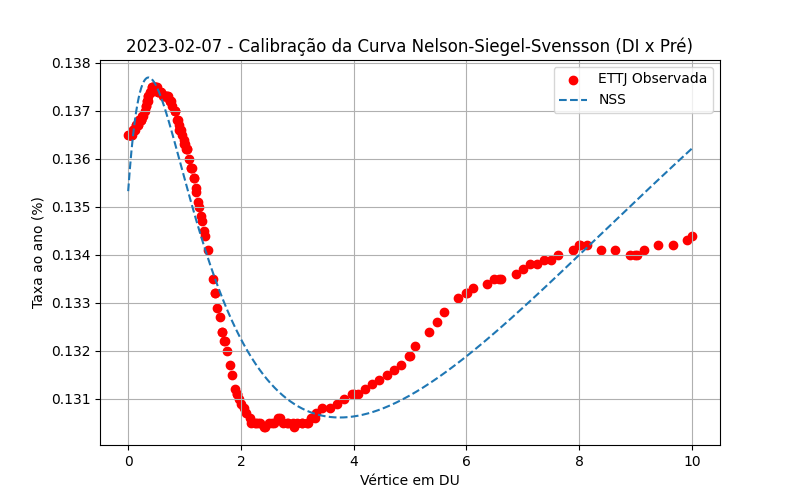 2023-02-07 - Calibração da Curva Nelson-Siegel-Svensson (DI x Pré)
0.138
0.137
0.136
0.135
0.134
0.133
0.132
0.131
Taxa ao ano (%)
ETTJ Observada
NSS
0
2
4
6
8
10
Vértice em DU